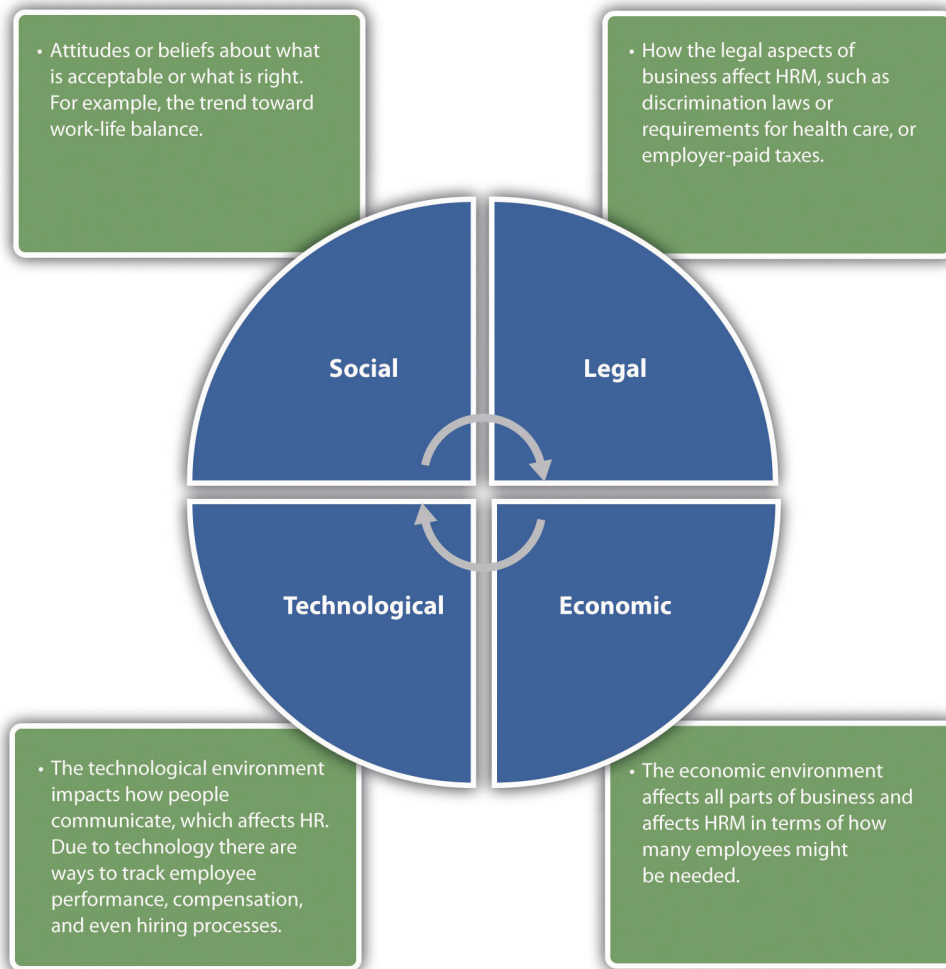 • Attitudes or beliefs about what
is acceptable or what is right.
For example, the trend toward
work-life balance.
• How the legal aspects of
business affect HRM, such as
discrimination laws or
requirements for health care, or
employer-paid taxes.
Social
Legal
Technological
Economic
• The technological environment
impacts how people
communicate, which affects HR.
Due to technology there are
ways to track employee
performance, compensation,
and even hiring processes.
• The economic environment
affects all parts of business and
affects HRM in terms of how
many employees might
be needed.